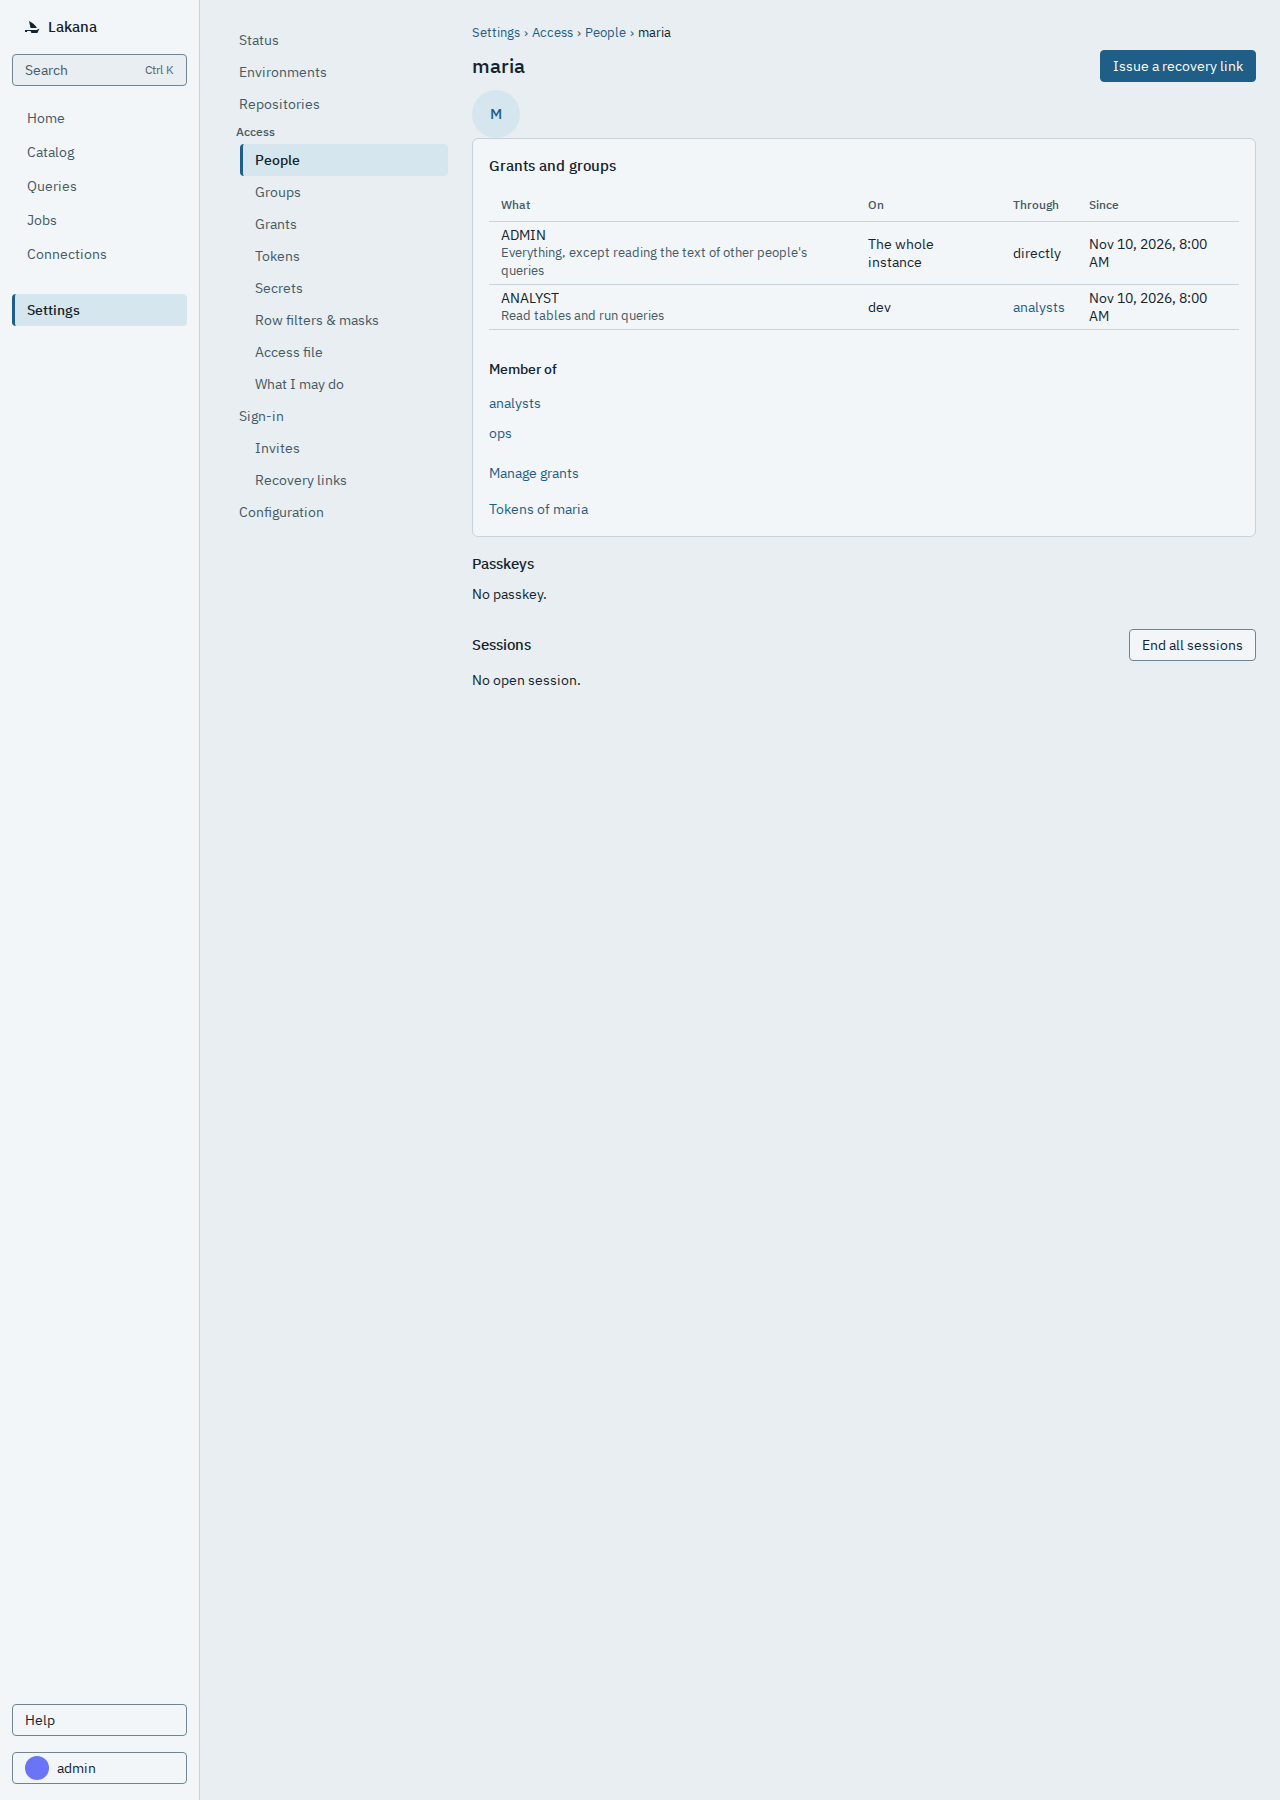 Lakana
Search Ctrl K
Home
Catalog
Queries
Jobs
Connections
Settings
Help
admin
Status
Environments
Repositories
Access
People
Groups
Grants
Tokens
Secrets
Row filters & masks
Access file
What I may do
Sign-in
Invites
Recovery links
Configuration
Settings › Access › People › maria
maria
Issue a recovery link
M
Grants and groups
What On Through Since
ADMIN
Everything, except reading the text of other people's
queries
The whole
instance
directly
Nov 10, 2026, 8:00
AM
ANALYST
Read tables and run queries
dev
analysts
Nov 10, 2026, 8:00
AM
Member of
analysts
ops
Manage grants
Tokens of maria
Passkeys
No passkey.
Sessions
End all sessions
No open session.